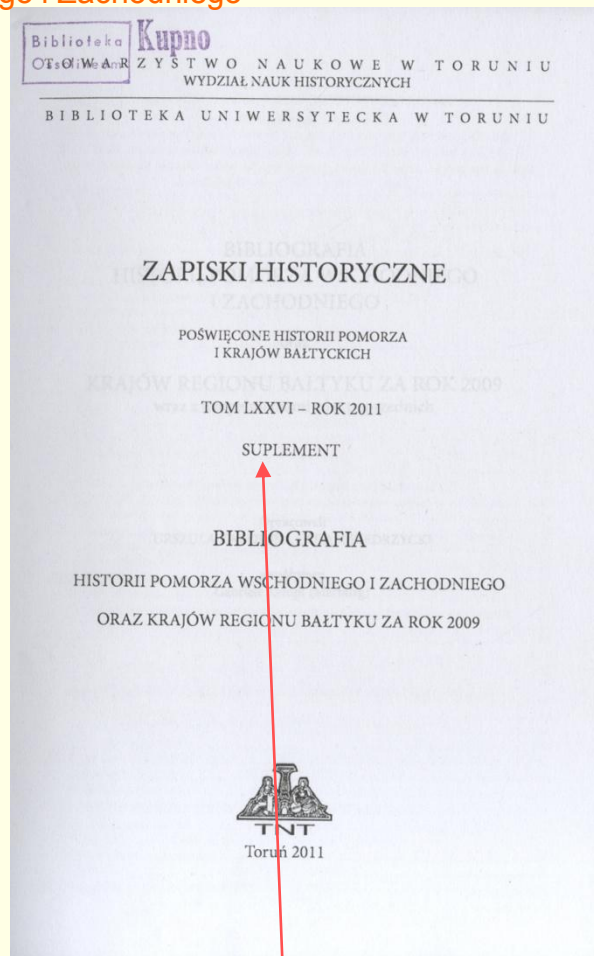 go i Zachodniego
Biblioteka
Ossolineum
Kupno
TOWARZYSTWO NAUKOWE W TORUNIU
WYDZIAŁ NAUK HISTORYCZNYCH
BIBLIOTEKA UNIWERSYTECKA W TORUNIU
ZAPISKI HISTORYCZNE
POŚWIĘCONE HISTORII POMORZA
I KRAJÓW BAŁTYCKICH
TOM LXXVI – ROK 2011
SUPLEMENT
BIBLIOGRAFIA
HISTORII POMORZA WSCHODNIEGO I ZACHODNIEGO
ORAZ KRAJÓW REGIONU BAŁTYKU ZA ROK 2009
TNT
Toruń 2011